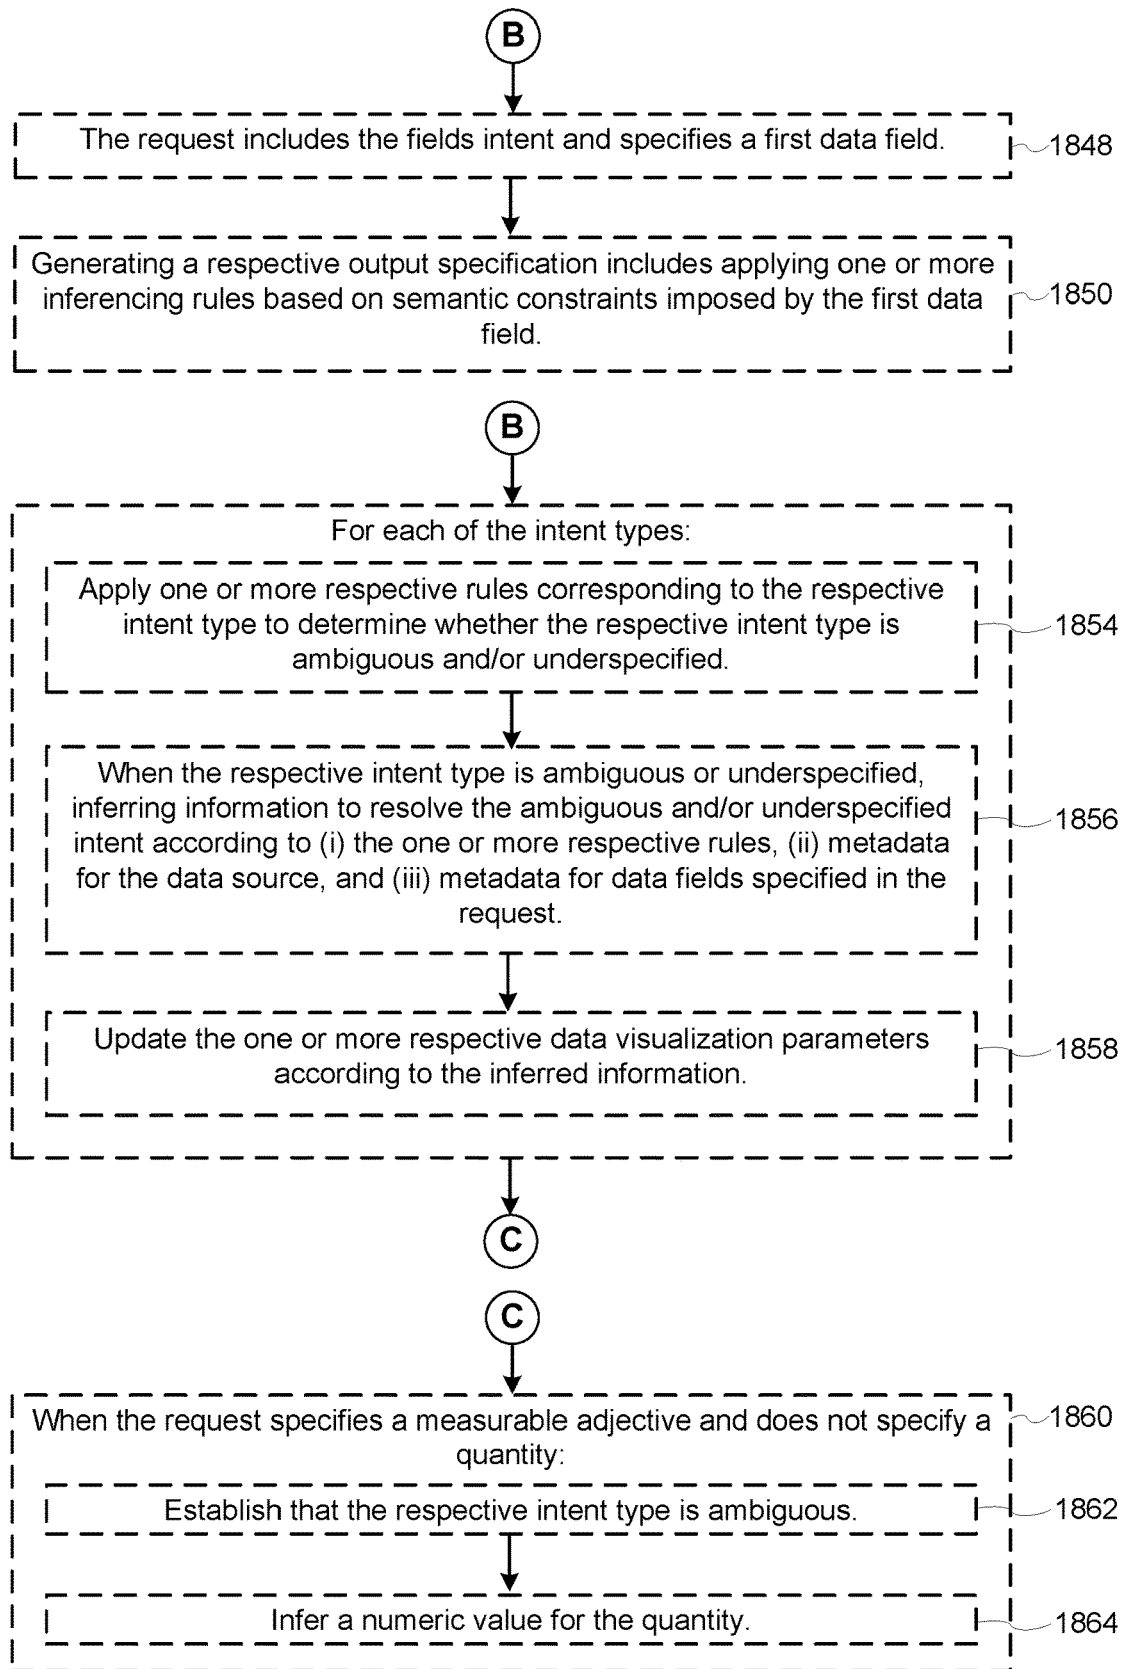 B
The request includes the fields intent and specifies a first data field.
1848
Generating a respective output specification includes applying one or more
inferencing rules based on semantic constraints imposed by the first data
field.
1850
B
For each of the intent types:
Apply one or more respective rules corresponding to the respective
intent type to determine whether the respective intent type is
ambiguous and/or underspecified.
1854
When the respective intent type is ambiguous or underspecified,
inferring information to resolve the ambiguous and/or underspecified
intent according to (i) the one or more respective rules, (ii) metadata
for the data source, and (iii) metadata for data fields specified in the
request.
1856
Update the one or more respective data visualization parameters
according to the inferred information.
1858
C
C
When the request specifies a measurable adjective and does not specify a
quantity:
1860
Establish that the respective intent type is ambiguous.
1862
Infer a numeric value for the quantity.
1864